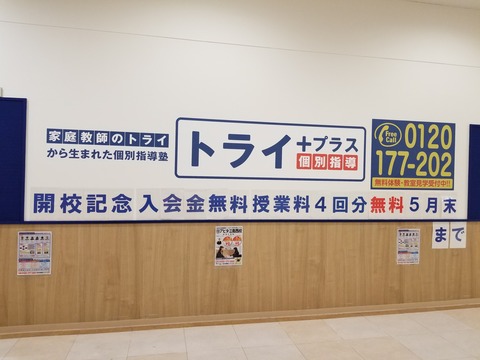 家庭教師のトライ
から生まれた個別指導塾
トライ+プラス
個別指導
Free Call
0120
177-202
無料体験・教室見学受付中!!
開校記念入会金無料授業料4回分無料5月末
まで